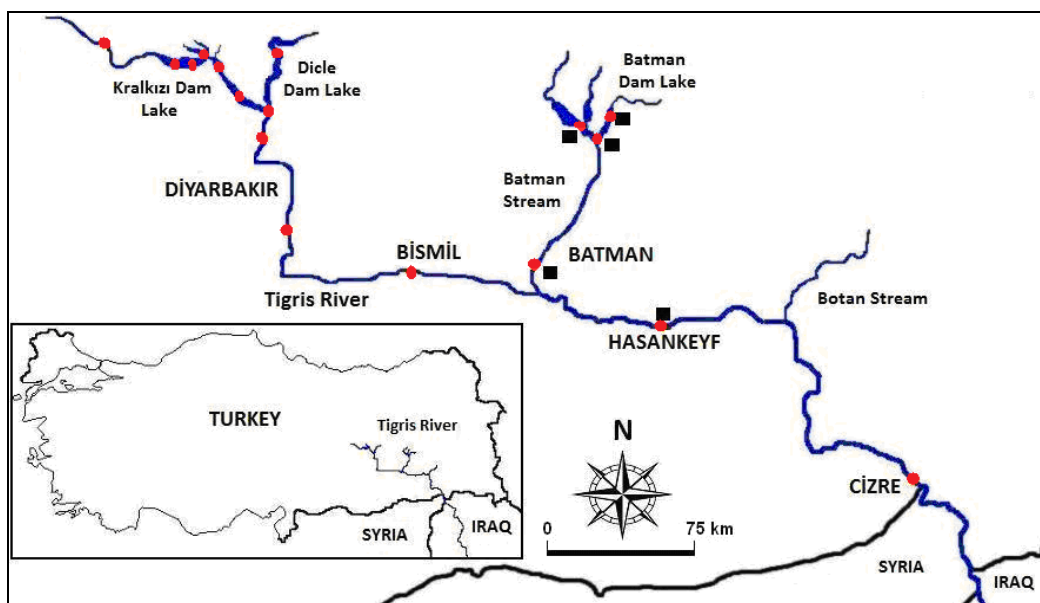 Kralkızı Dam
Lake
Dicle
Dam Lake
Batman
Dam Lake
DİYARBAKIR
Batman
Stream
BİSMİL
BATMAN
Tigris River
Botan Stream
HASANKEYF
TURKEY
Tigris River
N
CİZRE
0
75 km
SYRIA
IRAQ
SYRIA
IRAQ